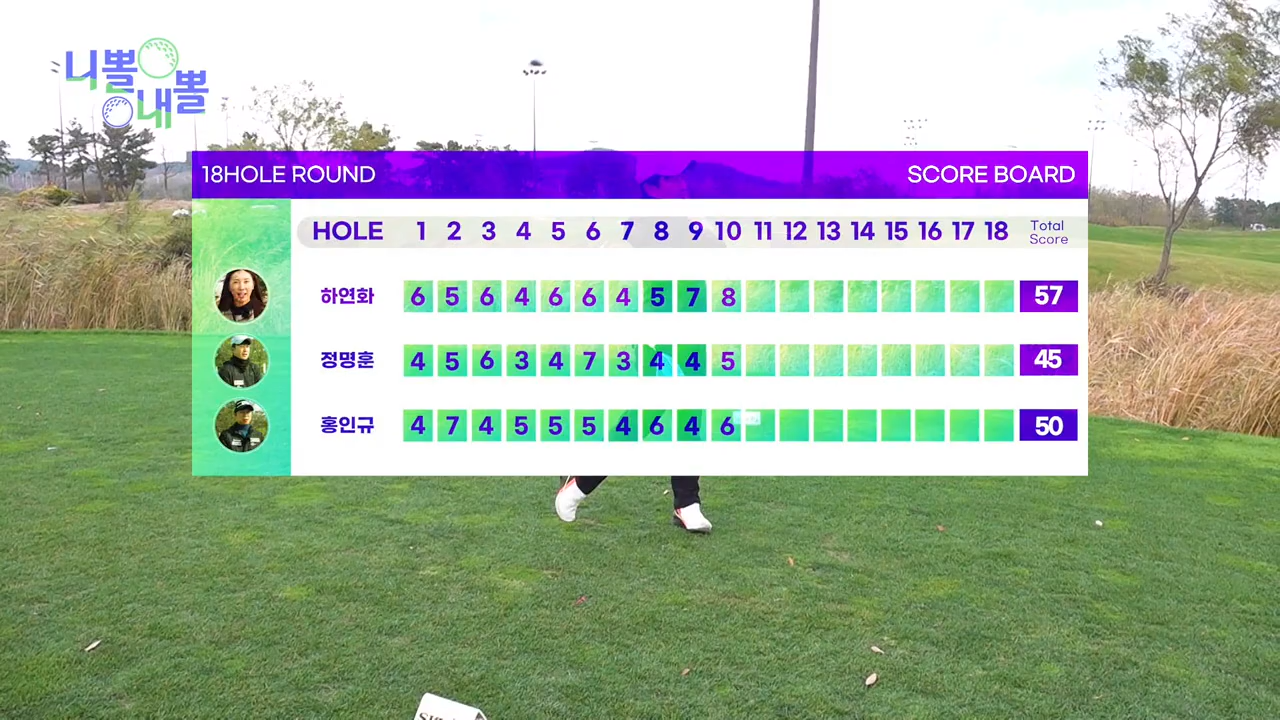 니뽈
내뽈
18HOLE ROUND SCORE BOARD
HOLE 1 2 3 4 5 6 7 8 9 10 11 12 13 14 15 16 17 18 Total Score
하연화 6 5 6 4 6 6 4 5 7 8 57
정명훈 4 5 6 3 4 7 3 4 4 5 45
홍인규 4 7 4 5 5 5 4 6 4 6 50